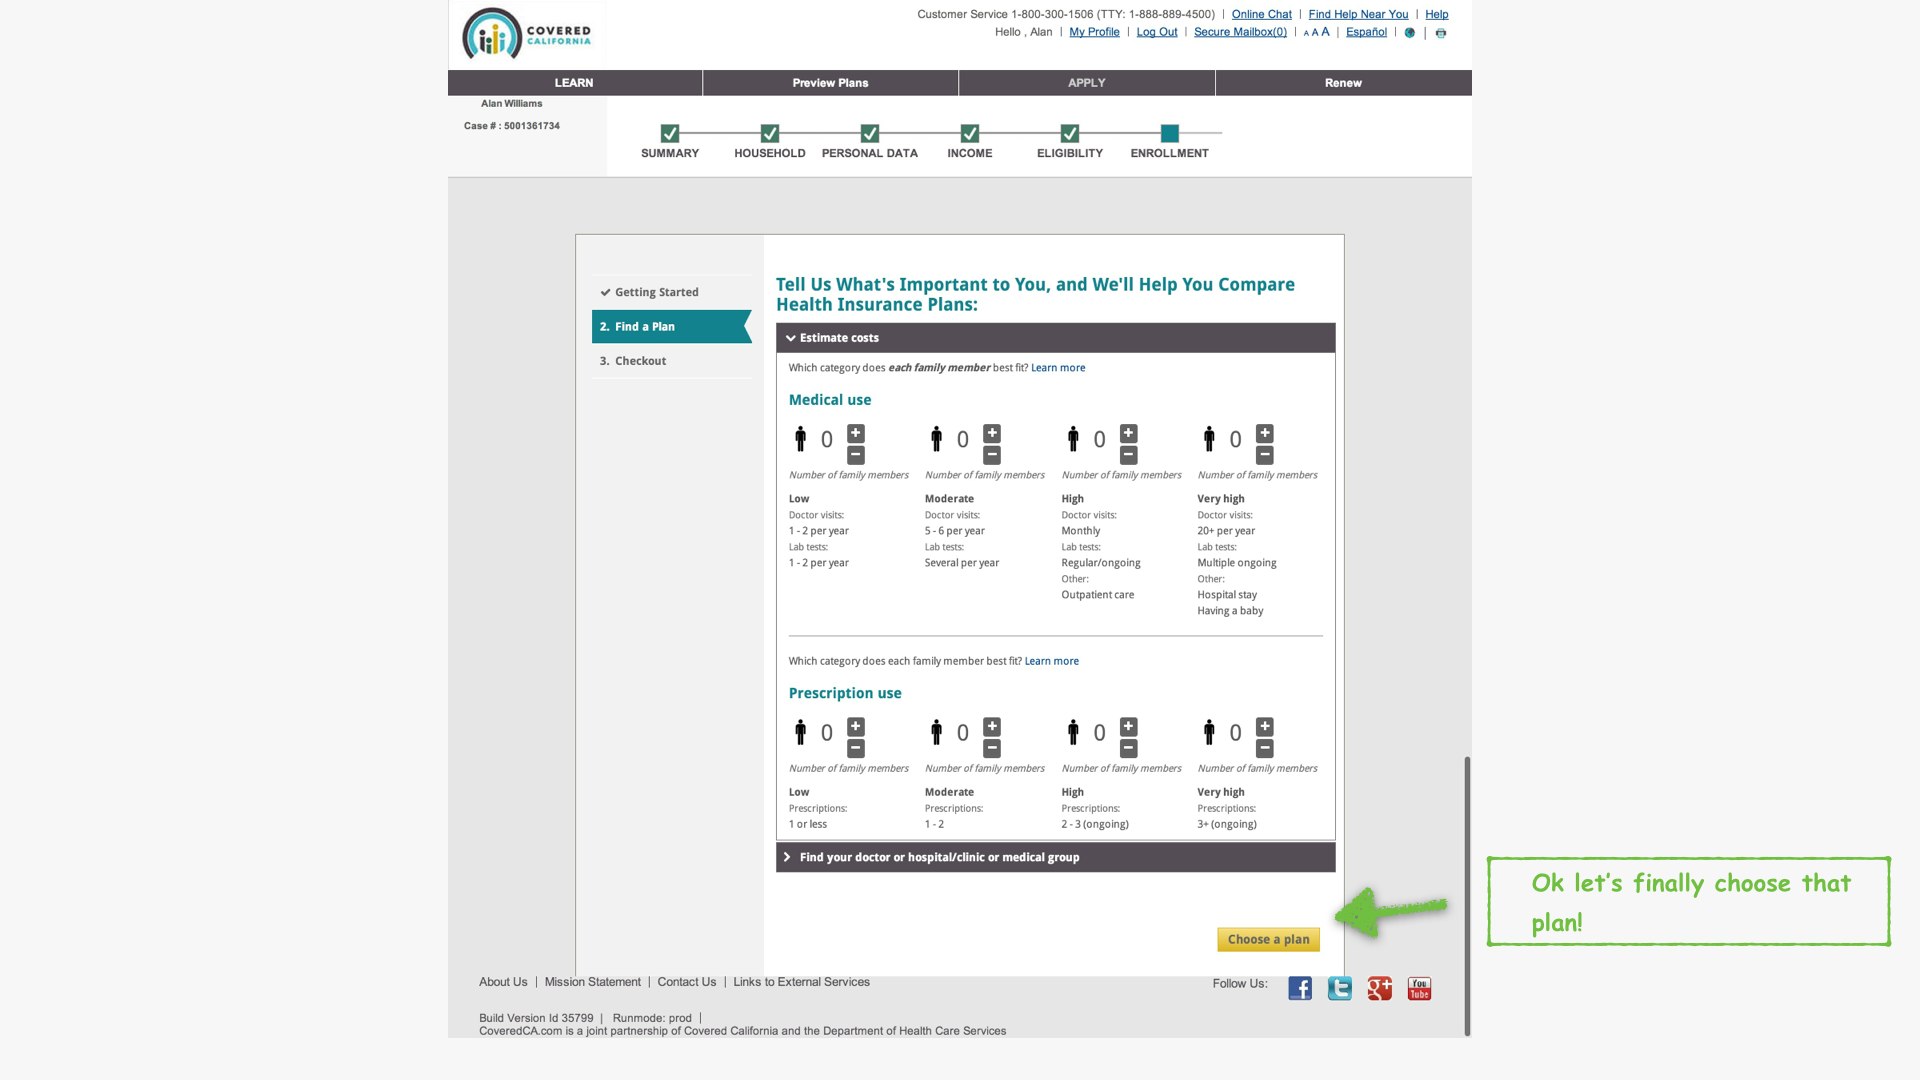 COVERED
CALIFORNIA
Customer Service 1-800-300-1506 (TTY: 1-888-889-4500) | Online Chat | Find Help Near You | Help
Hello , Alan | My Profile | Log Out | Secure Mailbox(0) | A A A | Español |
LEARN Preview Plans APPLY Renew
Alan Williams
Case # : 5001361734
SUMMARY HOUSEHOLD PERSONAL DATA INCOME ELIGIBILITY ENROLLMENT
Getting Started
2. Find a Plan
3. Checkout
Tell Us What's Important to You, and We'll Help You Compare
Health Insurance Plans:
Estimate costs
Which category does each family member best fit? Learn more
Medical use
0 + − 0 + − 0 + − 0 + −
Number of family members Number of family members Number of family members Number of family members
Low Moderate High Very high
Doctor visits: Doctor visits: Doctor visits: Doctor visits:
1 - 2 per year 5 - 6 per year Monthly 20+ per year
Lab tests: Lab tests: Lab tests: Lab tests:
1 - 2 per year Several per year Regular/ongoing Multiple ongoing
Other: Other:
Outpatient care Hospital stay
Having a baby
Which category does each family member best fit? Learn more
Prescription use
0 + − 0 + − 0 + − 0 + −
Number of family members Number of family members Number of family members Number of family members
Low Moderate High Very high
Prescriptions: Prescriptions: Prescriptions: Prescriptions:
1 or less 1 - 2 2 - 3 (ongoing) 3+ (ongoing)
Find your doctor or hospital/clinic or medical group
Choose a plan
Ok let's finally choose that
plan!
About Us | Mission Statement | Contact Us | Links to External Services
Follow Us: f t g+ You Tube
Build Version Id 35799 | Runmode: prod |
CoveredCA.com is a joint partnership of Covered California and the Department of Health Care Services